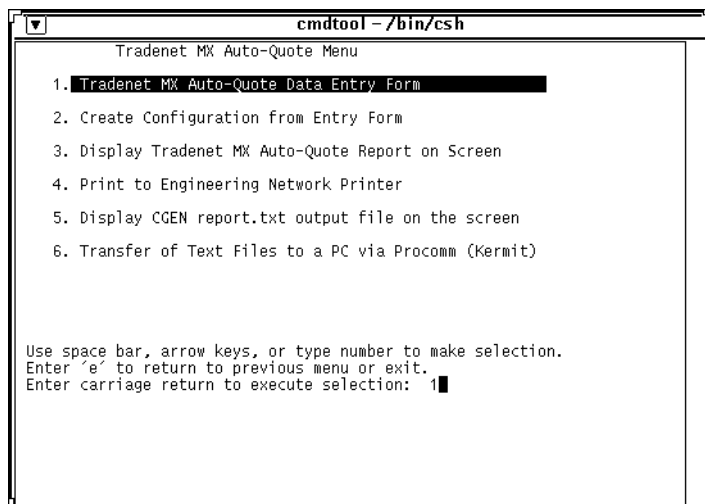 cmdtool – /bin/csh
Tradenet MX Auto-Quote Menu
1. Tradenet MX Auto-Quote Data Entry Form
2. Create Configuration from Entry Form
3. Display Tradenet MX Auto-Quote Report on Screen
4. Print to Engineering Network Printer
5. Display CGEN report.txt output file on the screen
6. Transfer of Text Files to a PC via Procomm (Kermit)
Use space bar, arrow keys, or type number to make selection.
Enter ´e´ to return to previous menu or exit.
Enter carriage return to execute selection: 1